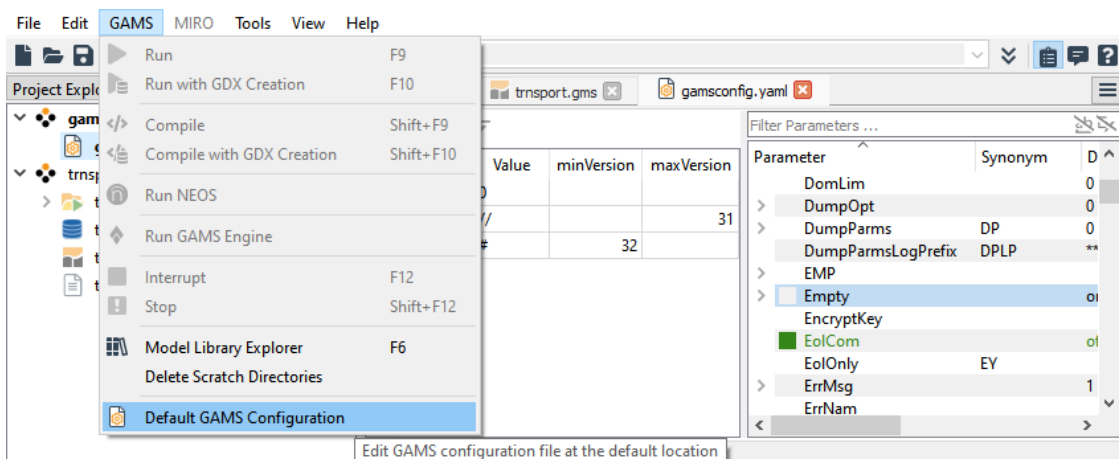 File Edit GAMS MIRO Tools View Help
Run F9
Run with GDX Creation F10
Compile Shift+F9
Compile with GDX Creation Shift+F10
Run NEOS
Run GAMS Engine
Interrupt F12
Stop Shift+F12
Model Library Explorer F6
Delete Scratch Directories
Default GAMS Configuration
Edit GAMS configuration file at the default location
Project Explo
gam
g
trnsp
t
t
t
t
trnsport.gms
gamsconfig.yaml
Value minVersion maxVersion
0
// 31
# 32
Filter Parameters ...
Parameter Synonym D
DomLim 0
DumpOpt 0
DumpParms DP 0
DumpParmsLogPrefix DPLP **
EMP
Empty
EncryptKey
EolCom of
EolOnly EY
ErrMsg 1
ErrNam